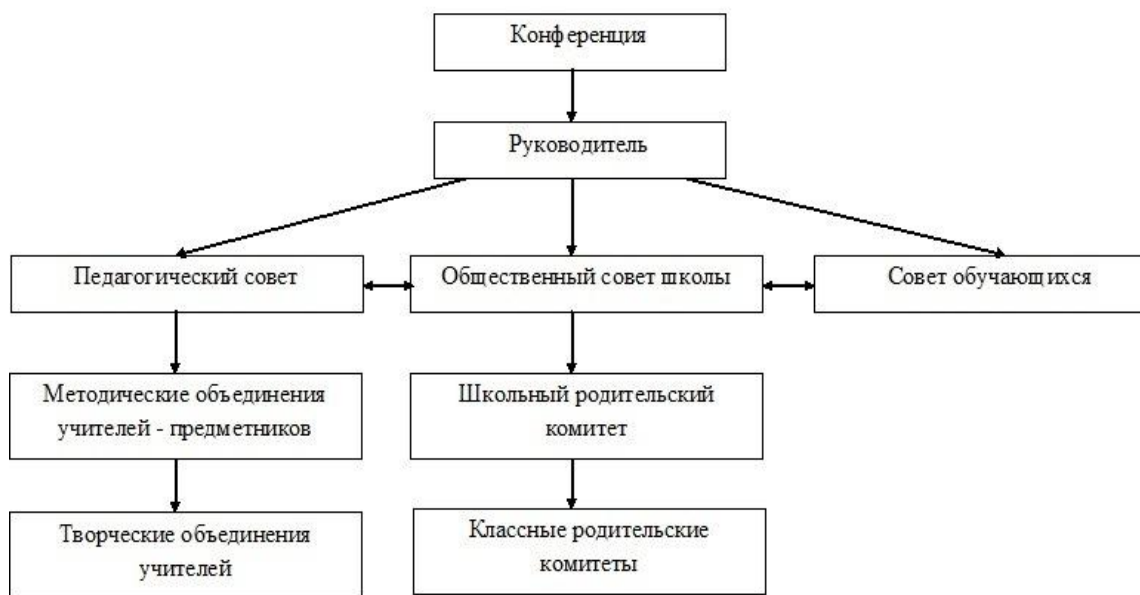 Конференция
Руководитель
Педагогический совет
Общественный совет школы
Совет обучающихся
Методические объединения
учителей - предметников
Школьный родительский
комитет
Творческие объединения
учителей
Классные родительские
комитеты